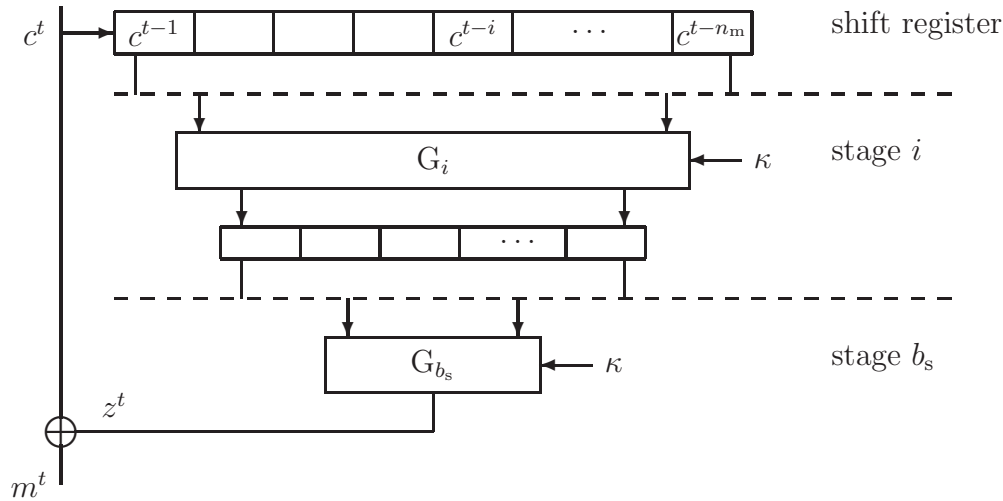 c^t c^{t-1} c^{t-i} ··· c^{t-n_m} shift register
G_i κ stage i
···
G_{b_s} κ stage b_s
z^t
m^t